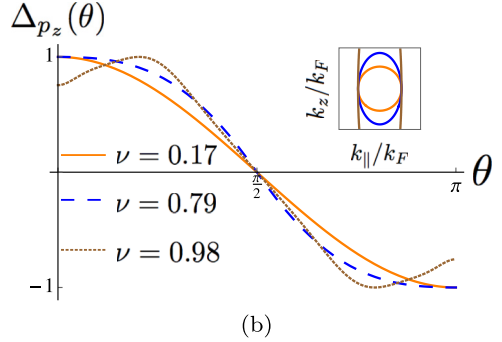 Δ_{p_z}(θ)
1
k_z/k_F
k_∥/k_F
ν = 0.17
π/2
π
θ
ν = 0.79
ν = 0.98
−1
(b)